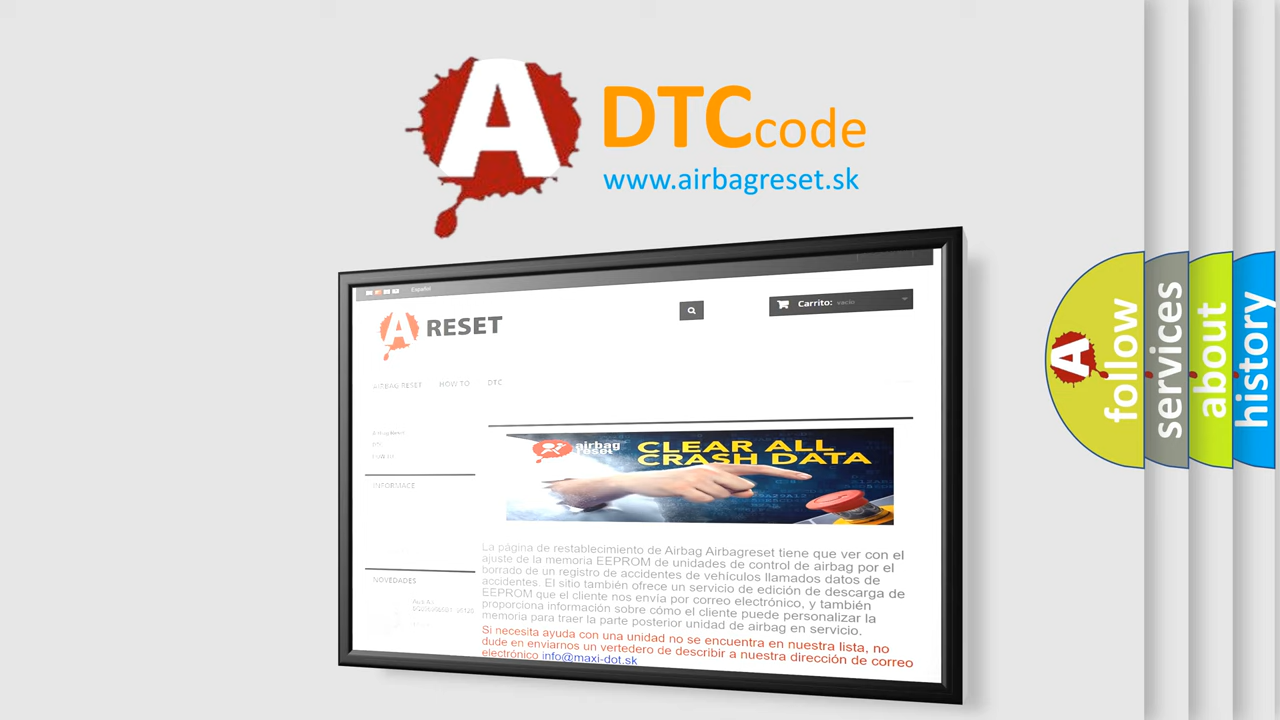 A DTCcode
www.airbagreset.sk
Español
A RESET
Carrito: vacío
AIRBAG RESET HOW TO DTC
Airbag Reset
DTC
INFORMACE
airbag
reset
CLEAR ALL
CRASH DATA
La página de restablecimiento de Airbag Airbagreset tiene que ver con el
ajuste de la memoria EEPROM de unidades de control de airbag por el
borrado de un registro de accidentes de vehículos llamados datos de
accidentes. El sitio también ofrece un servicio de edición de descarga de
EEPROM que el cliente nos envía por correo electrónico, y también
proporciona información sobre cómo el cliente puede personalizar la
memoria para traer la parte posterior unidad de airbag en servicio.
Si necesita ayuda con una unidad no se encuentra en nuestra lista, no
dude en enviarnos un vertedero de describir a nuestra dirección de correo
electrónico info@maxi-dot.sk
NOVEDADES
A follow
services
about
history